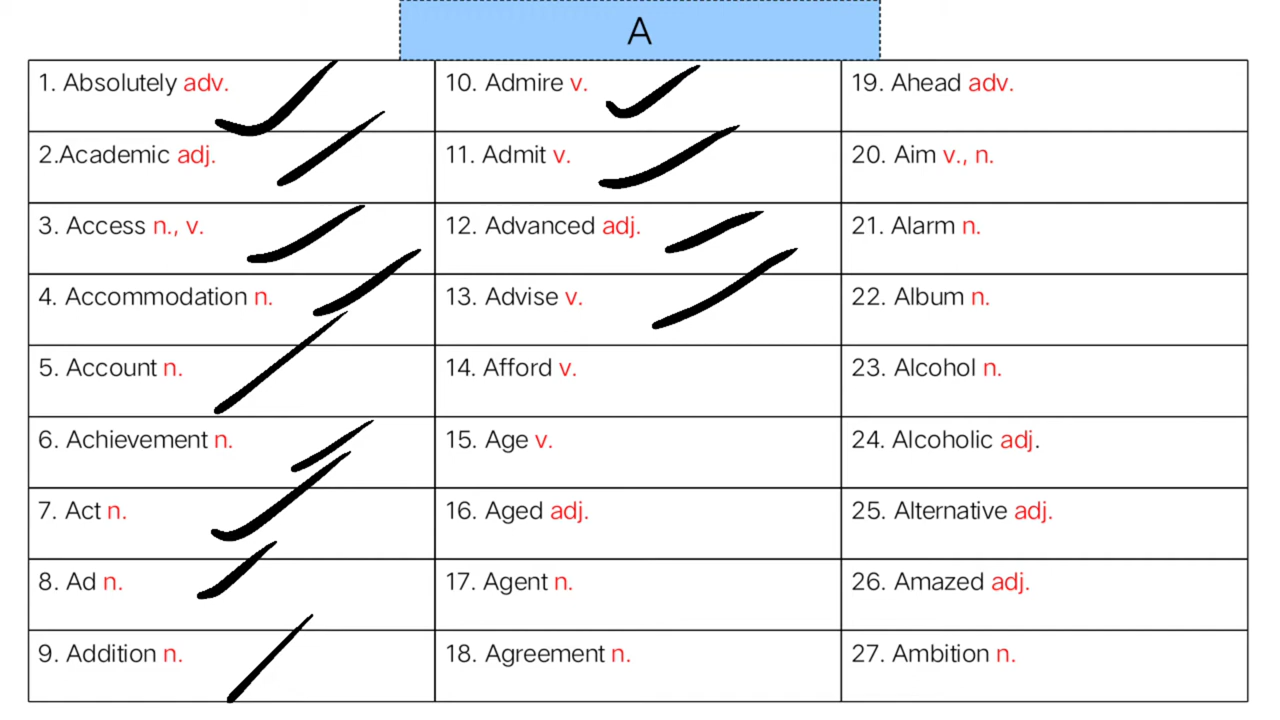 A
1. Absolutely adv.
2.Academic adj.
3. Access n., v.
4. Accommodation n.
5. Account n.
6. Achievement n.
7. Act n.
8. Ad n.
9. Addition n.
10. Admire v.
11. Admit v.
12. Advanced adj.
13. Advise v.
14. Afford v.
15. Age v.
16. Aged adj.
17. Agent n.
18. Agreement n.
19. Ahead adv.
20. Aim v., n.
21. Alarm n.
22. Album n.
23. Alcohol n.
24. Alcoholic adj.
25. Alternative adj.
26. Amazed adj.
27. Ambition n.